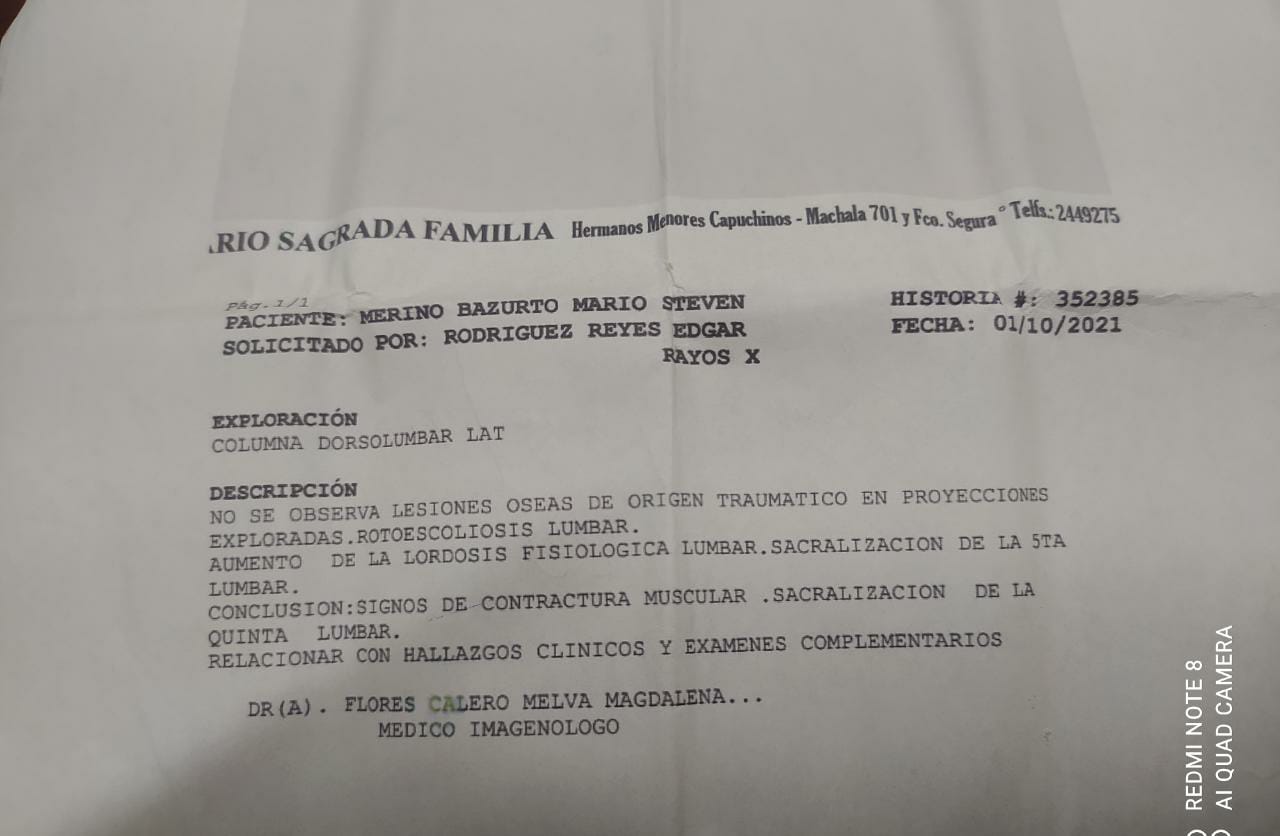 RIO SAGRADA FAMILIA Hermanos Menores Capuchinos - Machala 701 y Fco. Segura ° Telfs.: 2449275
Pág. 1/1
PACIENTE: MERINO BAZURTO MARIO STEVEN HISTORIA #: 352385
SOLICITADO POR: RODRIGUEZ REYES EDGAR FECHA: 01/10/2021
RAYOS X
EXPLORACIÓN
COLUMNA DORSOLUMBAR LAT
DESCRIPCIÓN
NO SE OBSERVA LESIONES OSEAS DE ORIGEN TRAUMATICO EN PROYECCIONES
EXPLORADAS.ROTOESCOLIOSIS LUMBAR.
AUMENTO DE LA LORDOSIS FISIOLOGICA LUMBAR.SACRALIZACION DE LA 5TA
LUMBAR.
CONCLUSION:SIGNOS DE CONTRACTURA MUSCULAR .SACRALIZACION DE LA
QUINTA LUMBAR.
RELACIONAR CON HALLAZGOS CLINICOS Y EXAMENES COMPLEMENTARIOS
DR(A). FLORES CALERO MELVA MAGDALENA...
MEDICO IMAGENOLOGO
REDMI NOTE 8
AI QUAD CAMERA